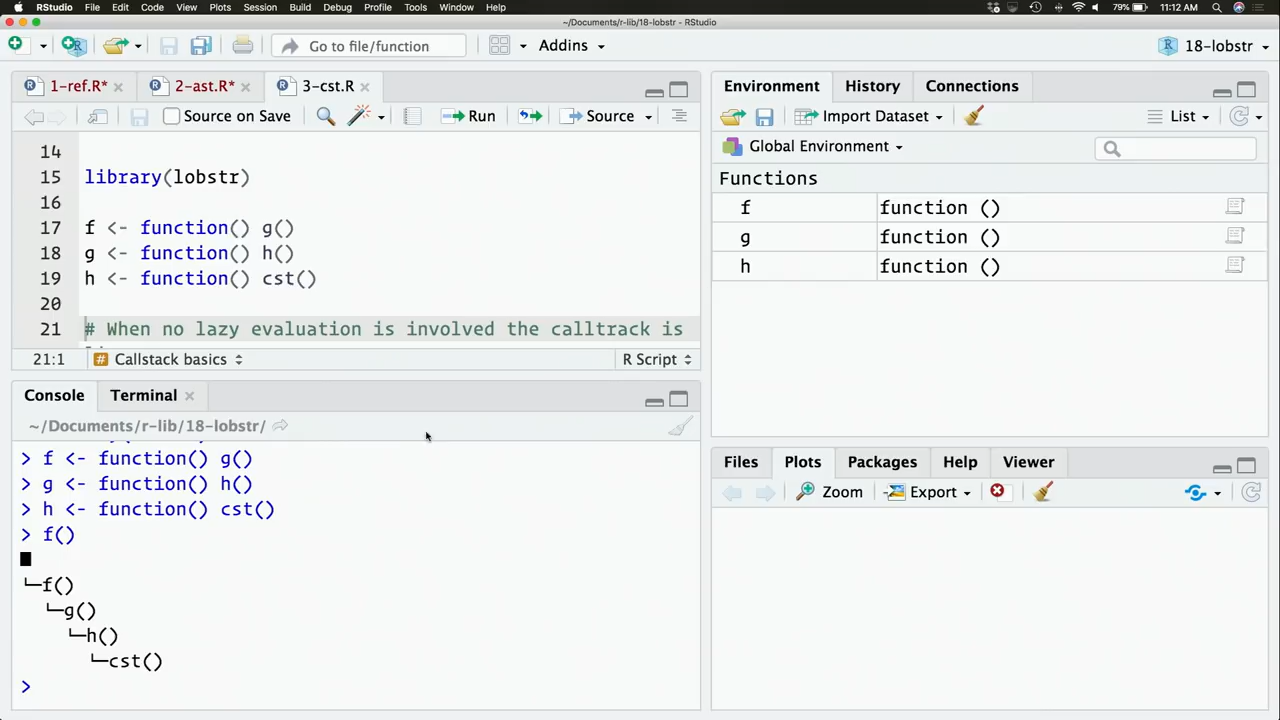 RStudio File Edit Code View Plots Session Build Debug Profile Tools Window Help 79% 11:12 AM
~/Documents/r-lib/18-lobstr - RStudio
Go to file/function Addins 18-lobstr
1-ref.R* 2-ast.R* 3-cst.R
Source on Save Run Source
14
15 library(lobstr)
16
17 f <- function() g()
18 g <- function() h()
19 h <- function() cst()
20
21 # When no lazy evaluation is involved the calltrack is
21:1 # Callstack basics R Script
Console Terminal
~/Documents/r-lib/18-lobstr/
> f <- function() g()
> g <- function() h()
> h <- function() cst()
> f()
█
└─f()
└─g()
└─h()
└─cst()
>
Environment History Connections
Import Dataset List
Global Environment
Functions
f function ()
g function ()
h function ()
Files Plots Packages Help Viewer
Zoom Export